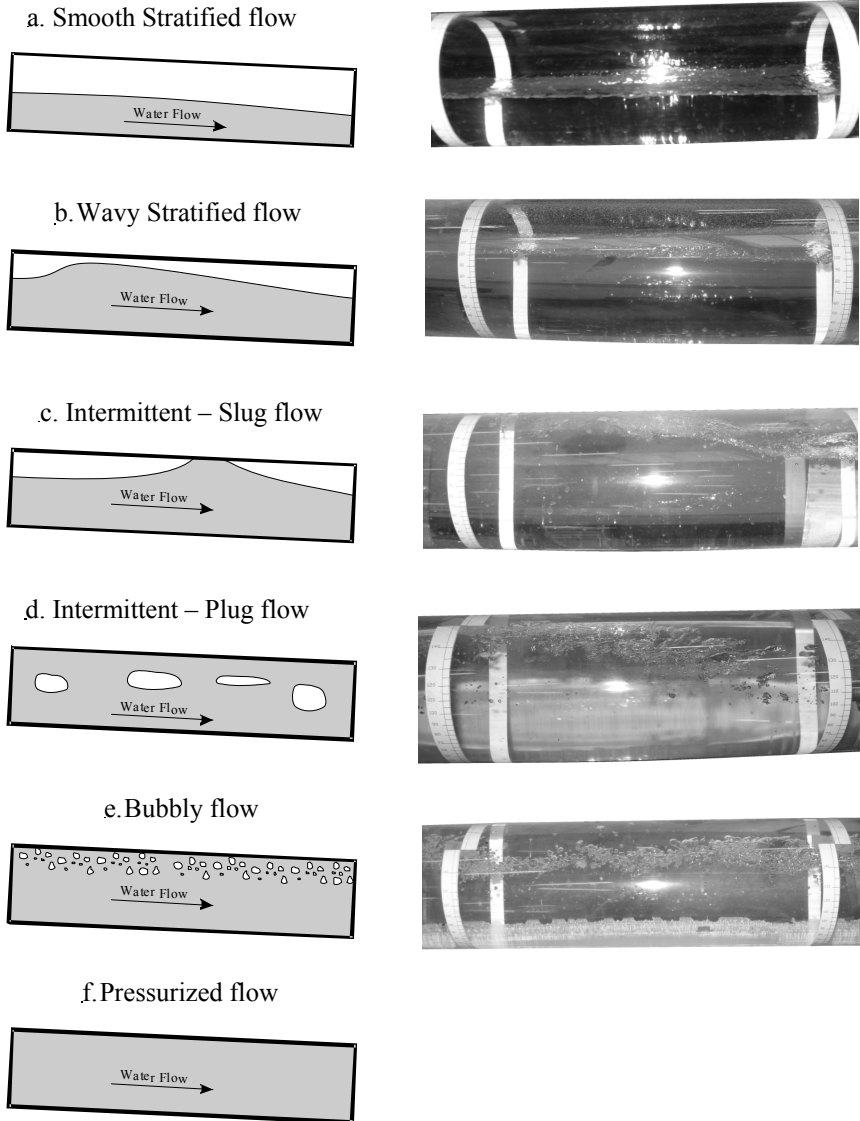 a. Smooth Stratified flow
Water Flow
b. Wavy Stratified flow
Water Flow
c. Intermittent – Slug flow
Water Flow
d. Intermittent – Plug flow
Water Flow
e. Bubbly flow
Water Flow
f. Pressurized flow
Water Flow